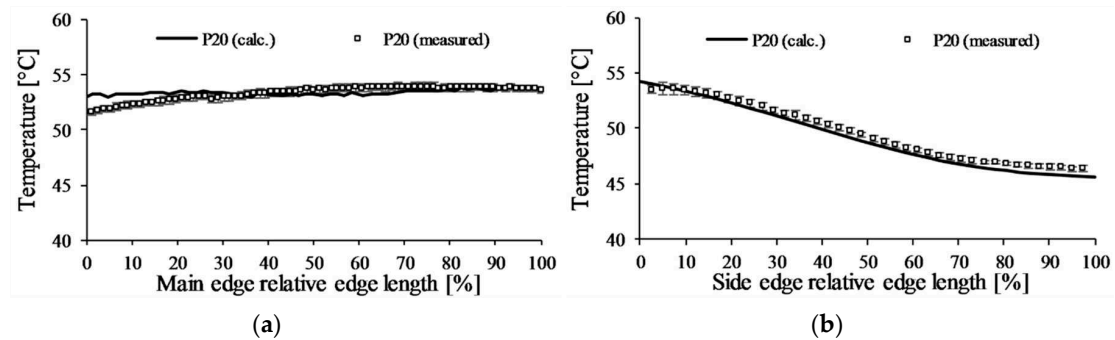 60
P20 (calc.) P20 (measured)
55
50
45
40
Temperature [°C]
0 10 20 30 40 50 60 70 80 90 100
Main edge relative edge length [%]
(a)
60
P20 (calc.) P20 (measured)
55
50
45
40
Temperature [°C]
0 10 20 30 40 50 60 70 80 90 100
Side edge relative edge length [%]
(b)